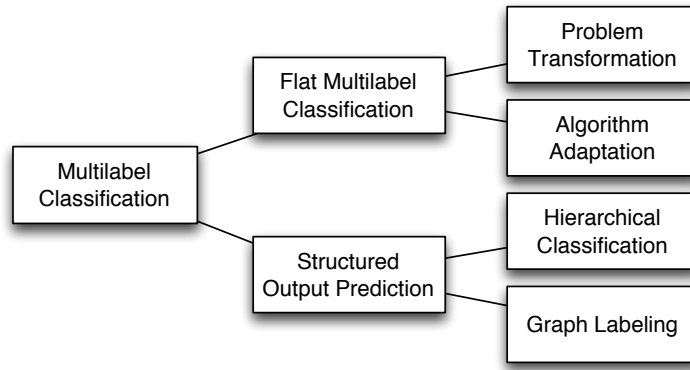 Multilabel
Classification
Flat Multilabel
Classification
Structured
Output Prediction
Problem
Transformation
Algorithm
Adaptation
Hierarchical
Classification
Graph Labeling